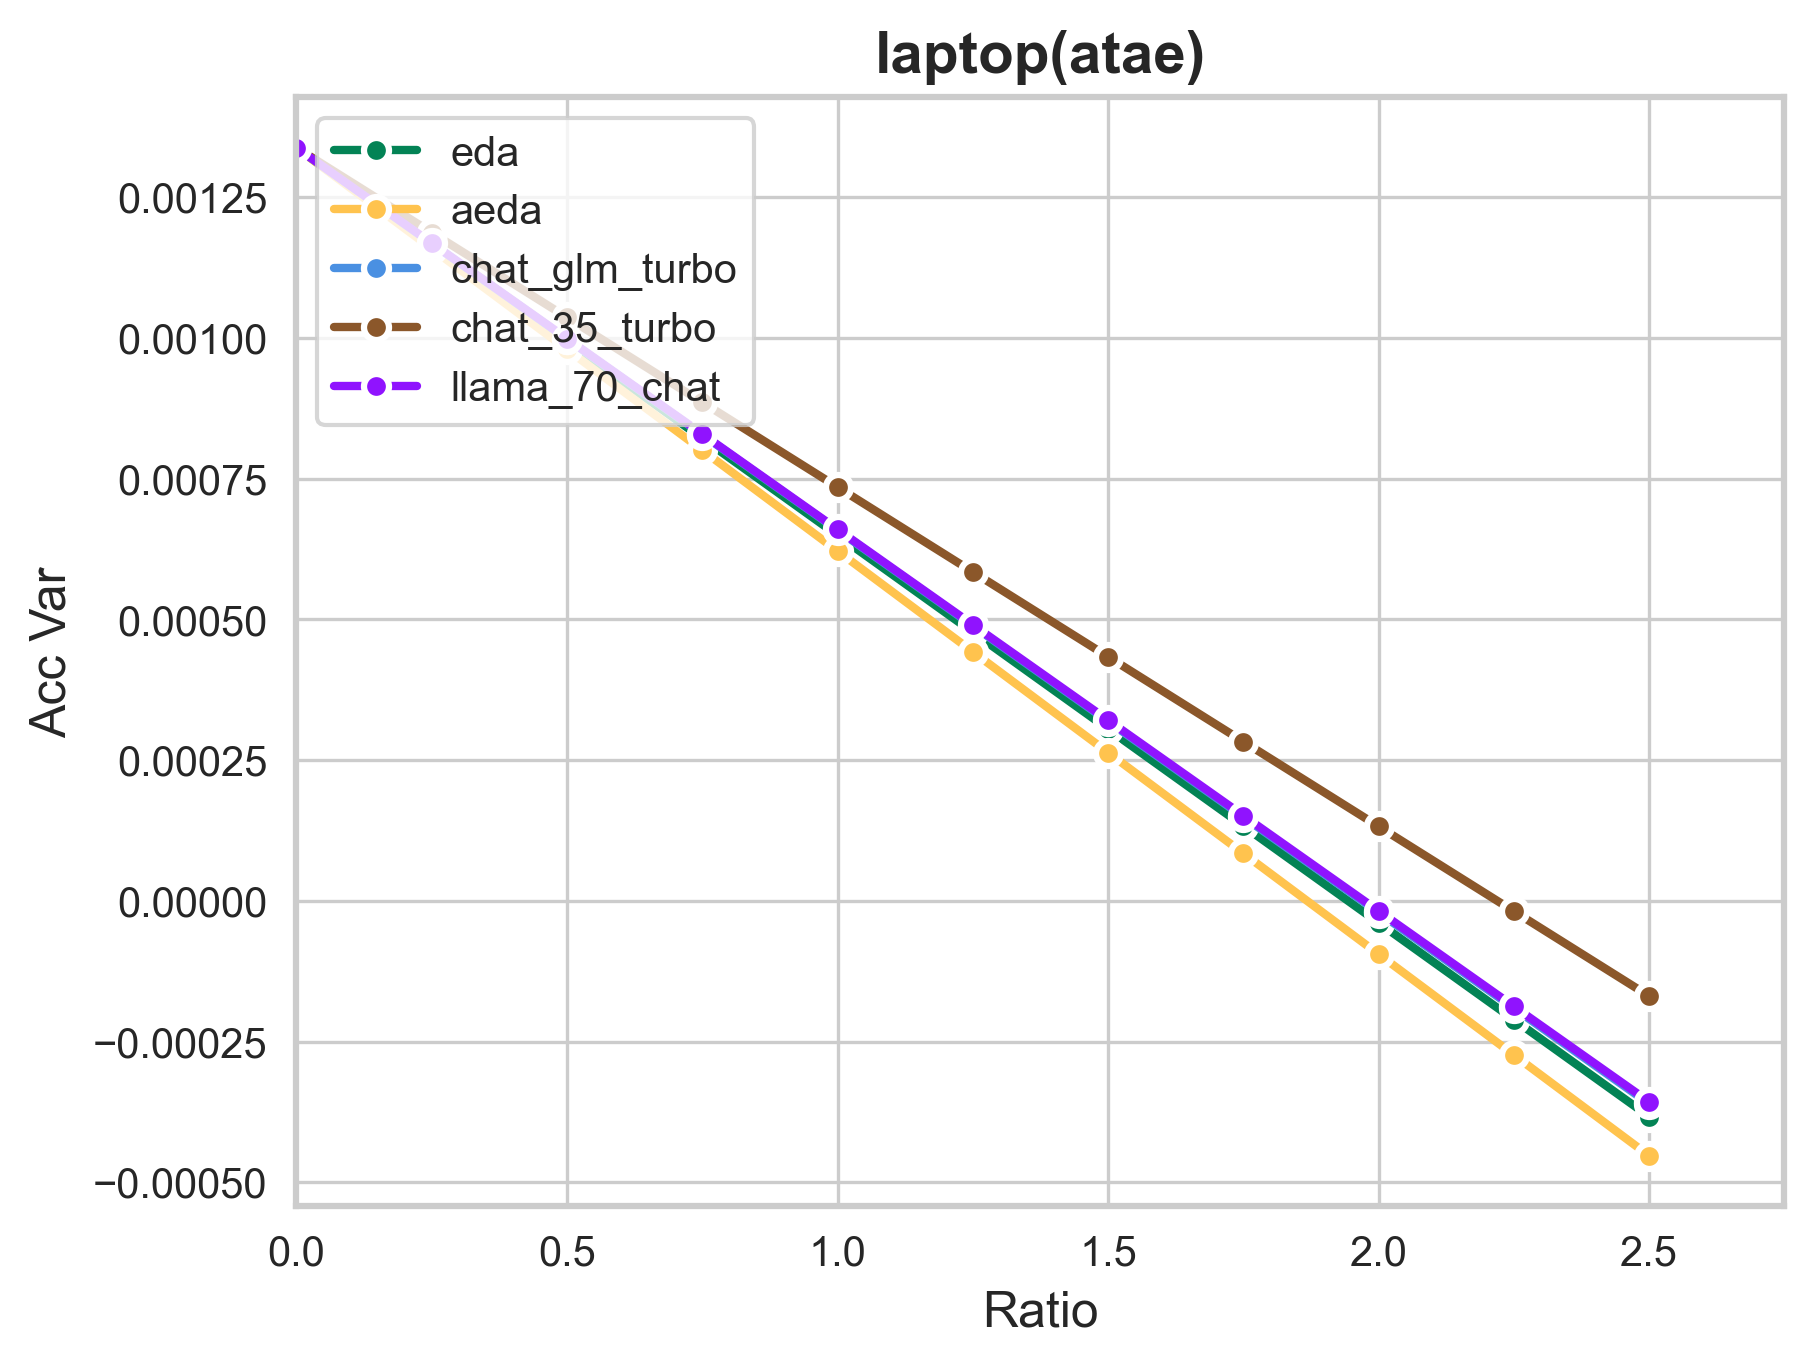 laptop(atae)
eda
aeda
chat_glm_turbo
chat_35_turbo
llama_70_chat
Acc Var
0.00125
0.00100
0.00075
0.00050
0.00025
0.00000
−0.00025
−0.00050
0.0 0.5 1.0 1.5 2.0 2.5
Ratio